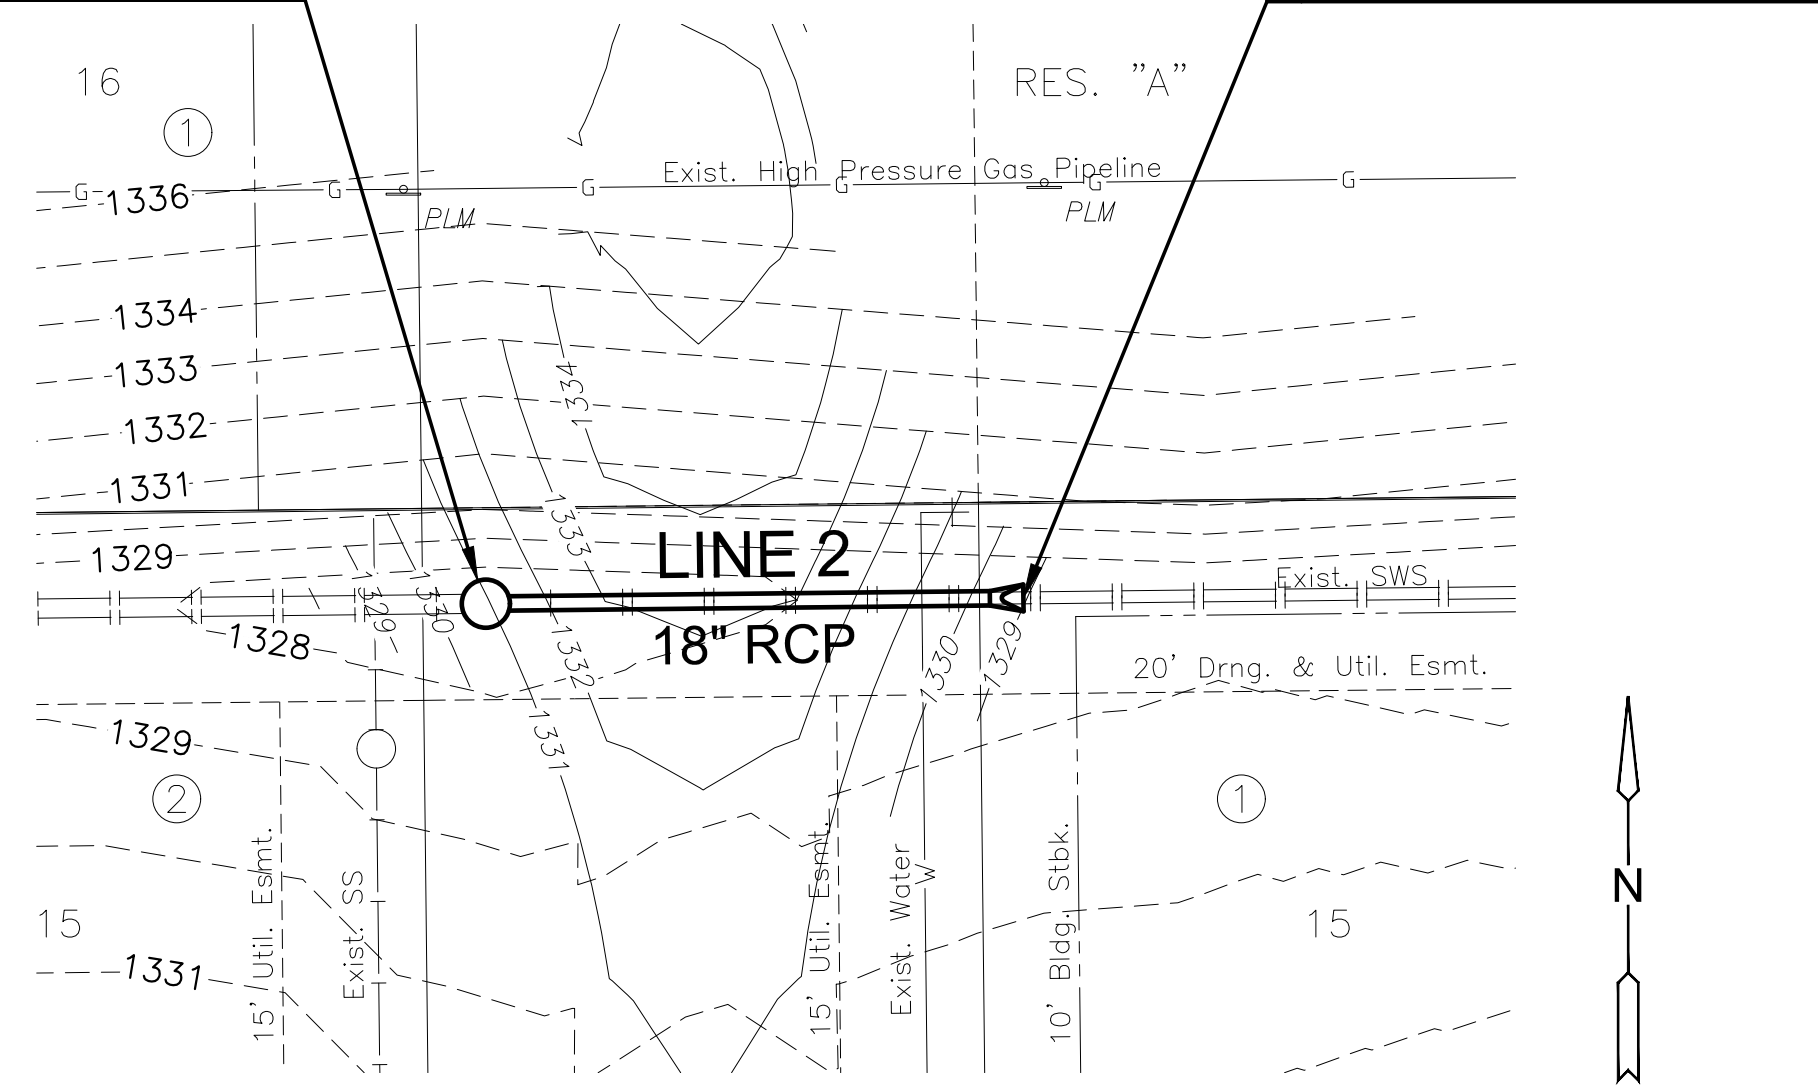 16
RES. "A"
1
Exist. High Pressure Gas Pipeline
G
G
G
G
G
G
1336
PLM
PLM
1334
1333
1334
1332
1331
1333
LINE 2
1329
Exist. SWS
1329
1330
18" RCP
1328
1332
1330
1329
20' Drng. & Util. Esmt.
1331
1329
2
1
15' Util. Esmt.
Exist. SS
15' Util. Esmt.
Exist. Water
W
10' Bldg. Stbk.
N
15
15
1331